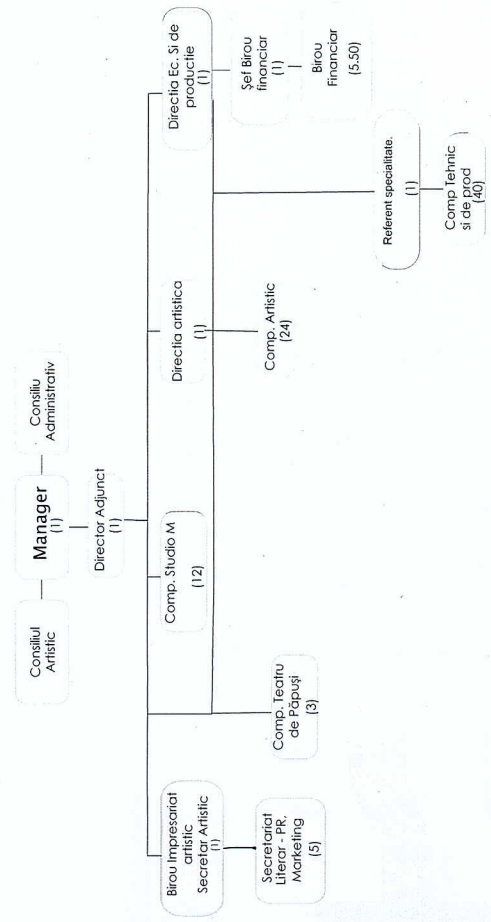 Consiliul
Artistic
Manager
(1)
Consiliu
Administrativ
Director Adjunct
(1)
Birou Impresariat
artistic
Secretar Artistic
(1)
Secretariat
Literar - PR,
Marketing
(5)
Comp. Teatru
de Păpuși
(3)
Comp. Studio M
(12)
Directia artistica
(1)
Comp. Artistic
(24)
Directia Ec. Si de
productie
(1)
Șef Birou
financiar
(1)
Birou
Financiar
(5.50)
Referent specialitate.
(1)
Comp Tehnic
si de prod
(40)